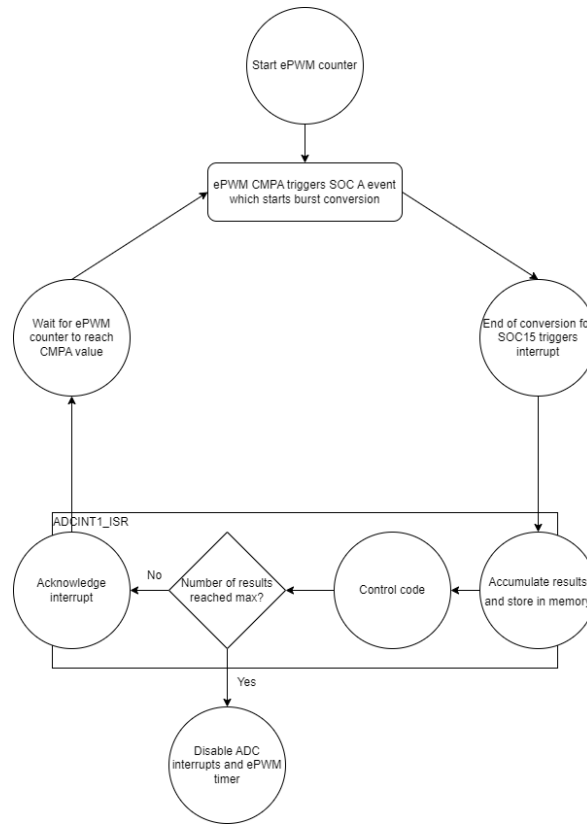 Start ePWM counter
ePWM CMPA triggers SOC A event
which starts burst conversion
Wait for ePWM
counter to reach
CMPA value
End of conversion for
SOC15 triggers
interrupt
ADCINT1_ISR
Acknowledge
interrupt
No
Number of results
reached max?
Control code
Accumulate results
and store in memory
Yes
Disable ADC
interrupts and ePWM
timer